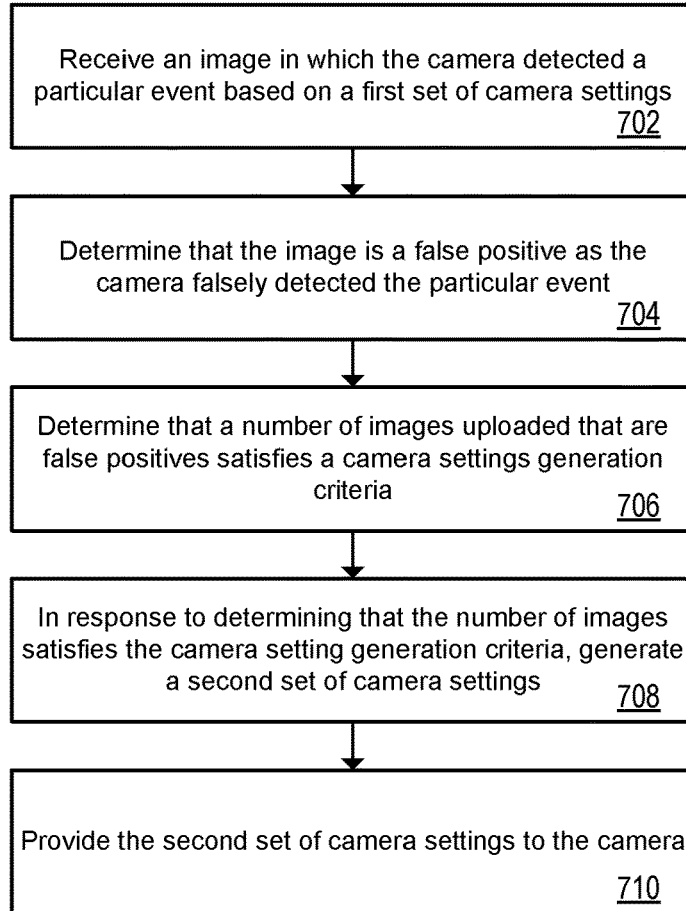 Receive an image in which the camera detected a
particular event based on a first set of camera settings
702
Determine that the image is a false positive as the
camera falsely detected the particular event
704
Determine that a number of images uploaded that are
false positives satisfies a camera settings generation
criteria
706
In response to determining that the number of images
satisfies the camera setting generation criteria, generate
a second set of camera settings
708
Provide the second set of camera settings to the camera
710